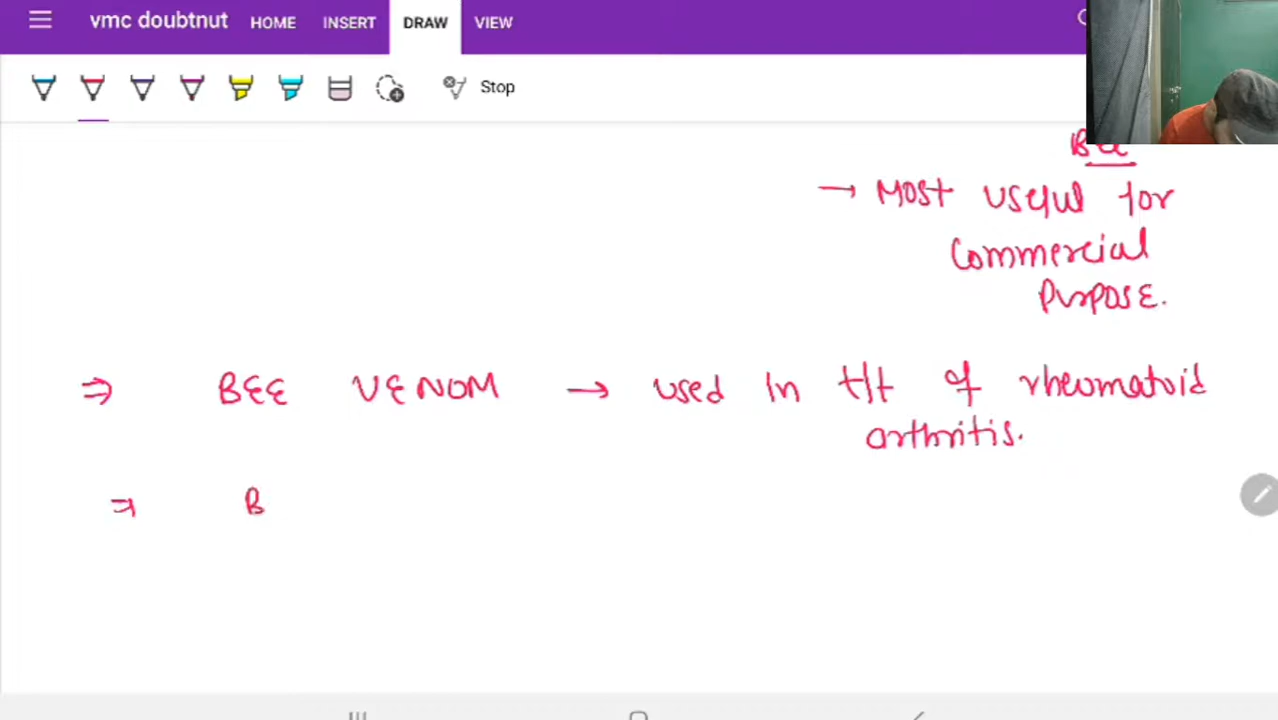 vmc doubtnut HOME INSERT DRAW VIEW
Stop
BEE
→ MOST useful for
Commercial
PurposE.
⇒ BEE VENOM → used In t/t of rheumatoid
arthritis.
⇒ B